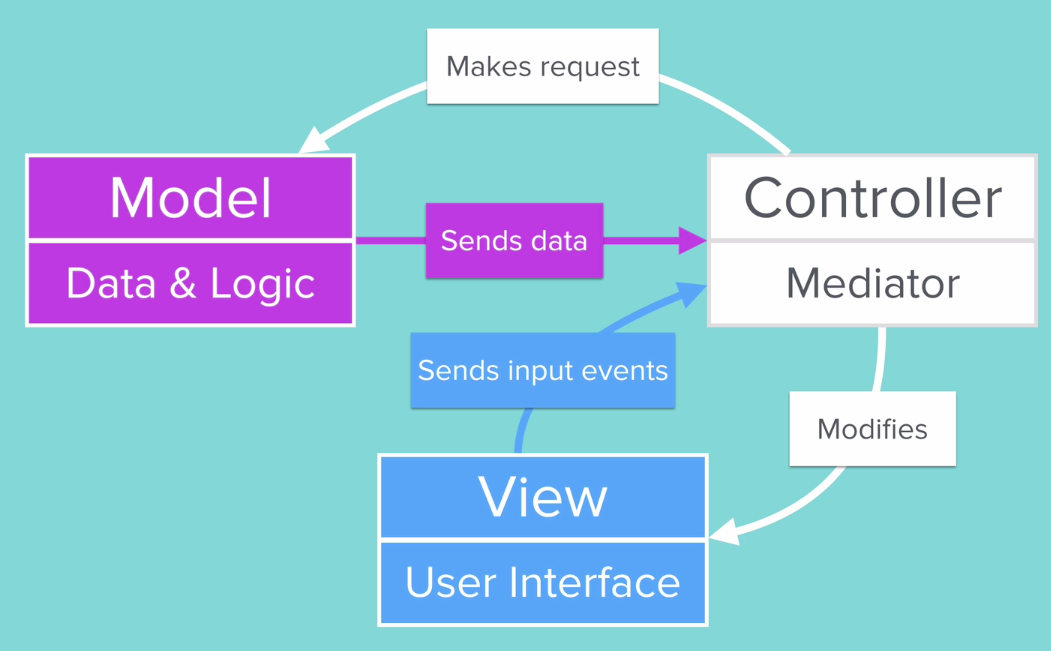 Makes request
Model
Data & Logic
Sends data
Controller
Mediator
Sends input events
Modifies
View
User Interface